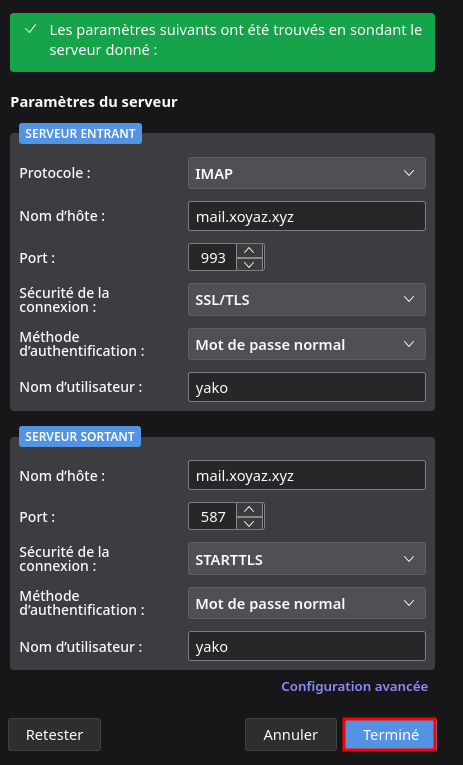 Les paramètres suivants ont été trouvés en sondant le
serveur donné :
Paramètres du serveur
SERVEUR ENTRANT
Protocole :
IMAP
Nom d’hôte :
mail.xoyaz.xyz
Port :
993
Sécurité de la
connexion :
SSL/TLS
Méthode
d’authentification :
Mot de passe normal
Nom d’utilisateur :
yako
SERVEUR SORTANT
Nom d’hôte :
mail.xoyaz.xyz
Port :
587
Sécurité de la
connexion :
STARTTLS
Méthode
d’authentification :
Mot de passe normal
Nom d’utilisateur :
yako
Configuration avancée
Retester
Annuler
Terminé